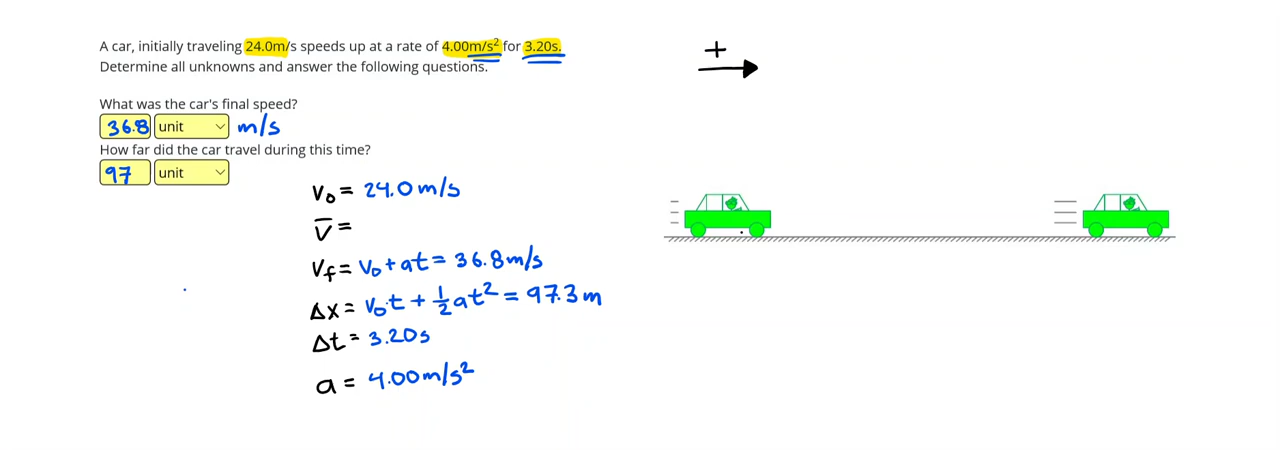 A car, initially traveling 24.0m/s speeds up at a rate of 4.00m/s² for 3.20s.
Determine all unknowns and answer the following questions.
What was the car's final speed?
36.8 unit m/s
How far did the car travel during this time?
97 unit
v₀ = 24.0 m/s
v̅ =
v_f = v₀ + at = 36.8 m/s
Δx = v₀·t + ½at² = 97.3 m
Δt = 3.20s
a = 4.00 m/s²
+